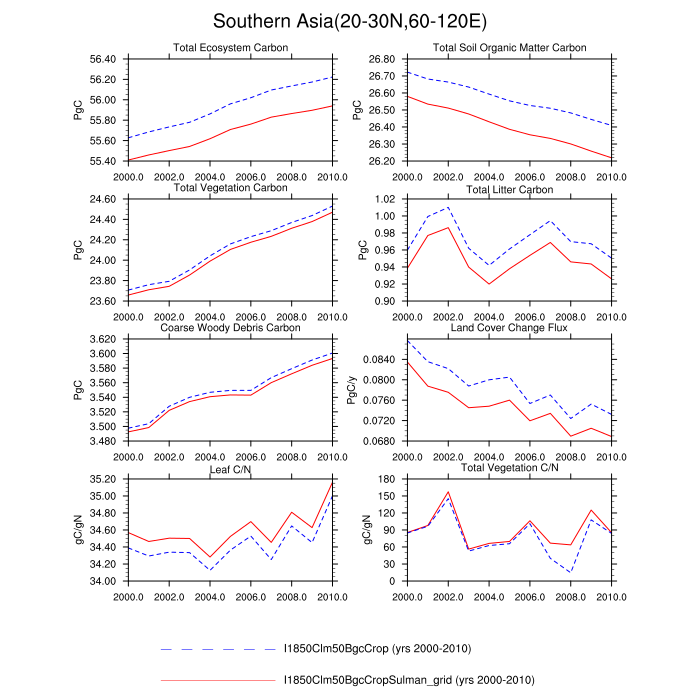 Southern Asia(20-30N,60-120E)
Total Ecosystem Carbon
PgC
56.40
56.20
56.00
55.80
55.60
55.40
2000.0 2002.0 2004.0 2006.0 2008.0 2010.0
Total Soil Organic Matter Carbon
PgC
26.80
26.70
26.60
26.50
26.40
26.30
26.20
2000.0 2002.0 2004.0 2006.0 2008.0 2010.0
Total Vegetation Carbon
PgC
24.60
24.40
24.20
24.00
23.80
23.60
2000.0 2002.0 2004.0 2006.0 2008.0 2010.0
Total Litter Carbon
PgC
1.02
1.00
0.98
0.96
0.94
0.92
0.90
2000.0 2002.0 2004.0 2006.0 2008.0 2010.0
Coarse Woody Debris Carbon
PgC
3.620
3.600
3.580
3.560
3.540
3.520
3.500
3.480
2000.0 2002.0 2004.0 2006.0 2008.0 2010.0
Land Cover Change Flux
PgC/y
0.0840
0.0800
0.0760
0.0720
0.0680
2000.0 2002.0 2004.0 2006.0 2008.0 2010.0
Leaf C/N
gC/gN
35.20
35.00
34.80
34.60
34.40
34.20
34.00
2000.0 2002.0 2004.0 2006.0 2008.0 2010.0
Total Vegetation C/N
gC/gN
180
150
120
90
60
30
0
2000.0 2002.0 2004.0 2006.0 2008.0 2010.0
I1850Clm50BgcCrop (yrs 2000-2010)
I1850Clm50BgcCropSulman_grid (yrs 2000-2010)